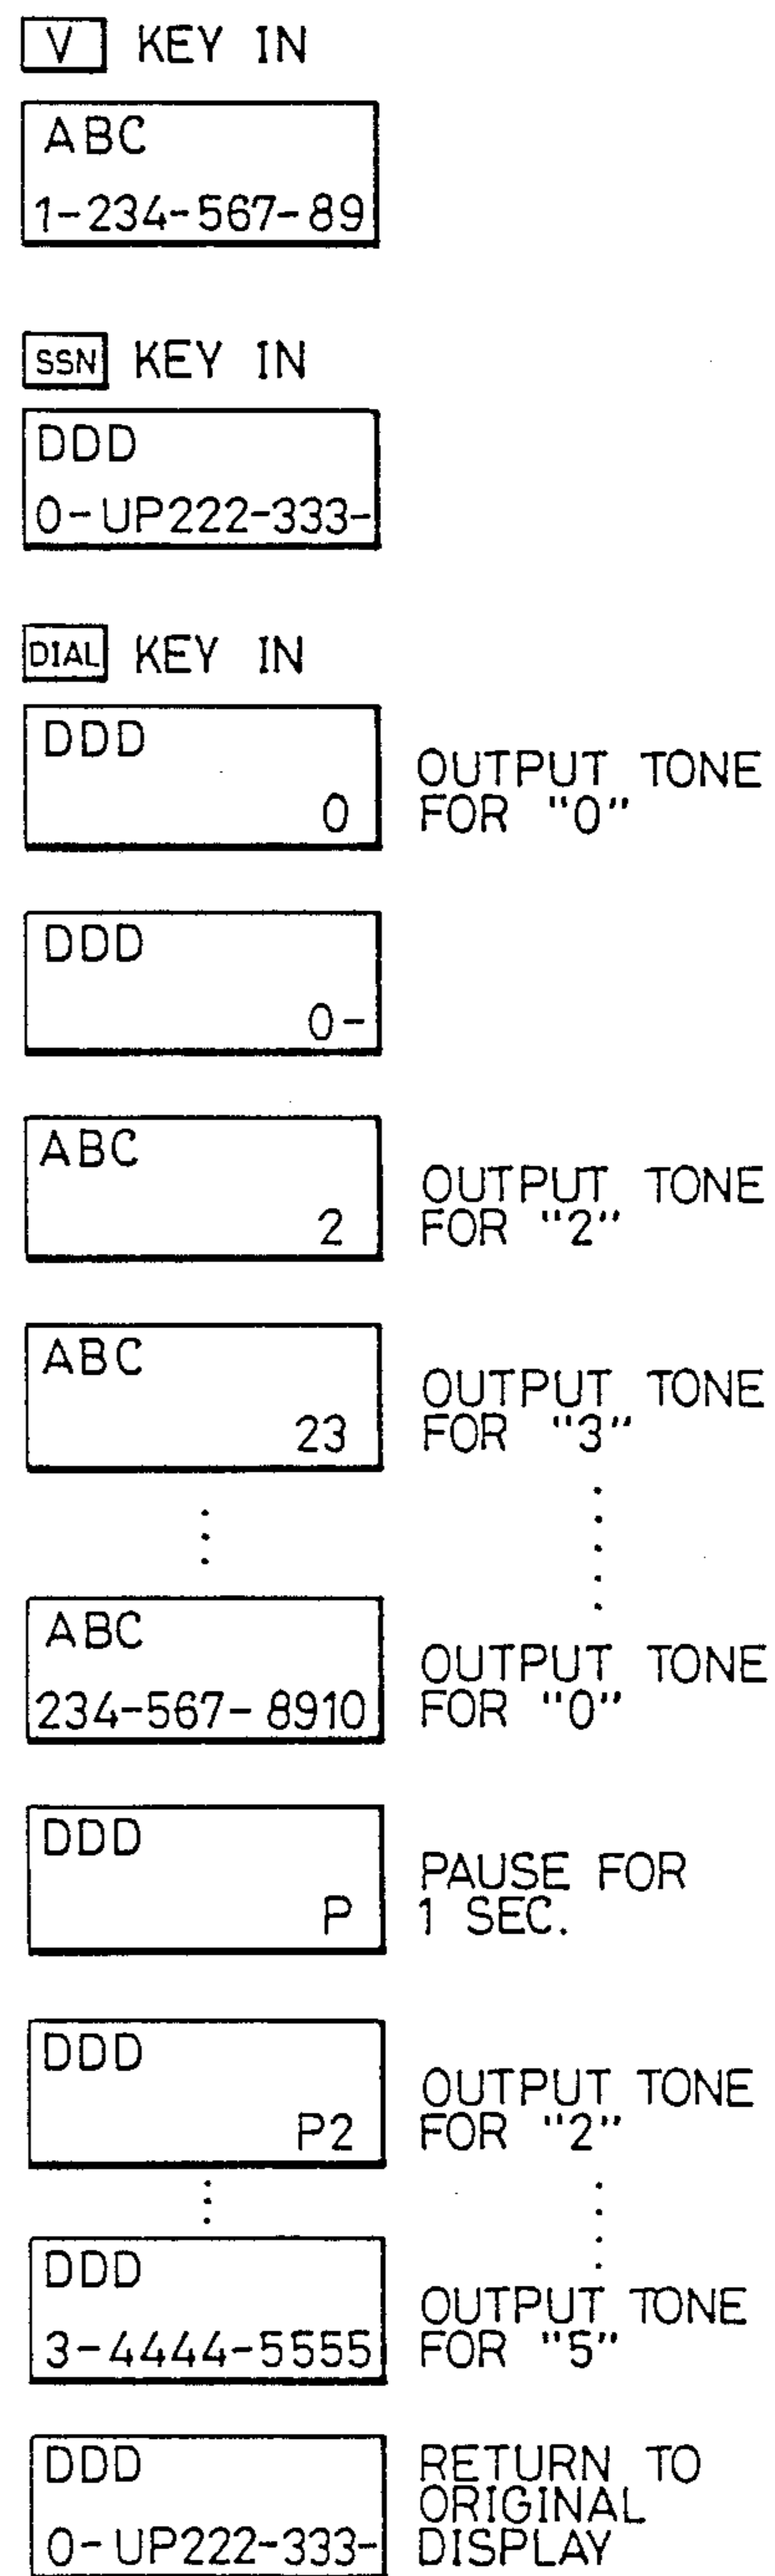 V KEY IN
ABC
1-234-567-89
SSN KEY IN
DDD
0-UP222-333-
DIAL KEY IN
DDD
0
OUTPUT TONE
FOR "0"
DDD
0-
ABC
2
OUTPUT TONE
FOR "2"
ABC
23
OUTPUT TONE
FOR "3"
ABC
234-567-8910
OUTPUT TONE
FOR "0"
DDD
P
PAUSE FOR
1 SEC.
DDD
P2
OUTPUT TONE
FOR "2"
DDD
3-4444-5555
OUTPUT TONE
FOR "5"
DDD
0-UP222-333-
RETURN TO
ORIGINAL
DISPLAY